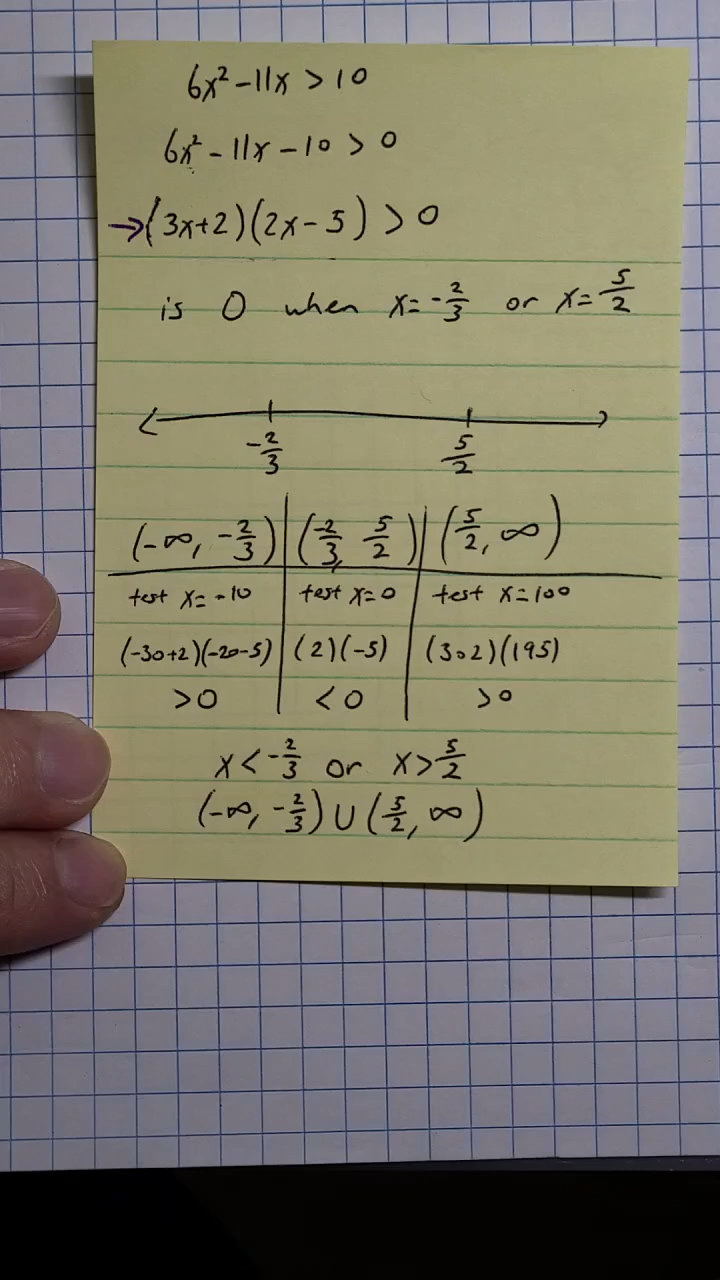 6x² - 11x > 10
6x² - 11x - 10 > 0
→(3x+2)(2x-5) > 0
is 0 when x = -2/3 or x = 5/2
-2/3 5/2
(-∞, -2/3) | (-2/3, 5/2) | (5/2, ∞)
test x = -10 | test x=0 | test x=100
(-30+2)(-20-5) | (2)(-5) | (302)(195)
>0 | <0 | >0
x < -2/3 or x > 5/2
(-∞, -2/3) ∪ (5/2, ∞)